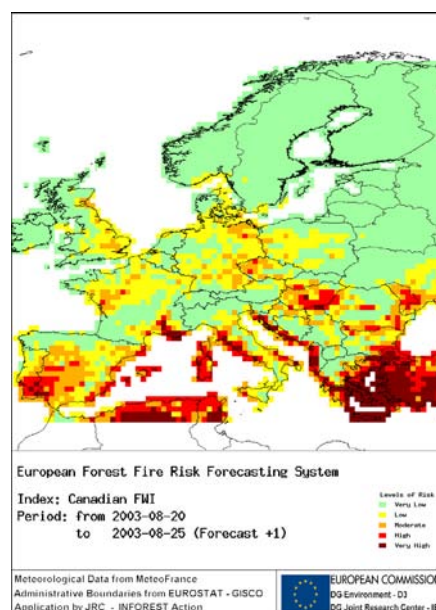 European Forest Fire Risk Forecasting System
Index: Canadian FWI
Period: from 2003-08-20
to 2003-08-25 (Forecast +1)
Levels of Risk
Very Low
Low
Moderate
High
Very High
Meteorological Data from MeteoFrance
Administrative Boundaries from EUROSTAT - GISCO
Application by JRC - INFOREST Action
EUROPEAN COMMISSIO
DG Environment - D3
DG Joint Research Center -